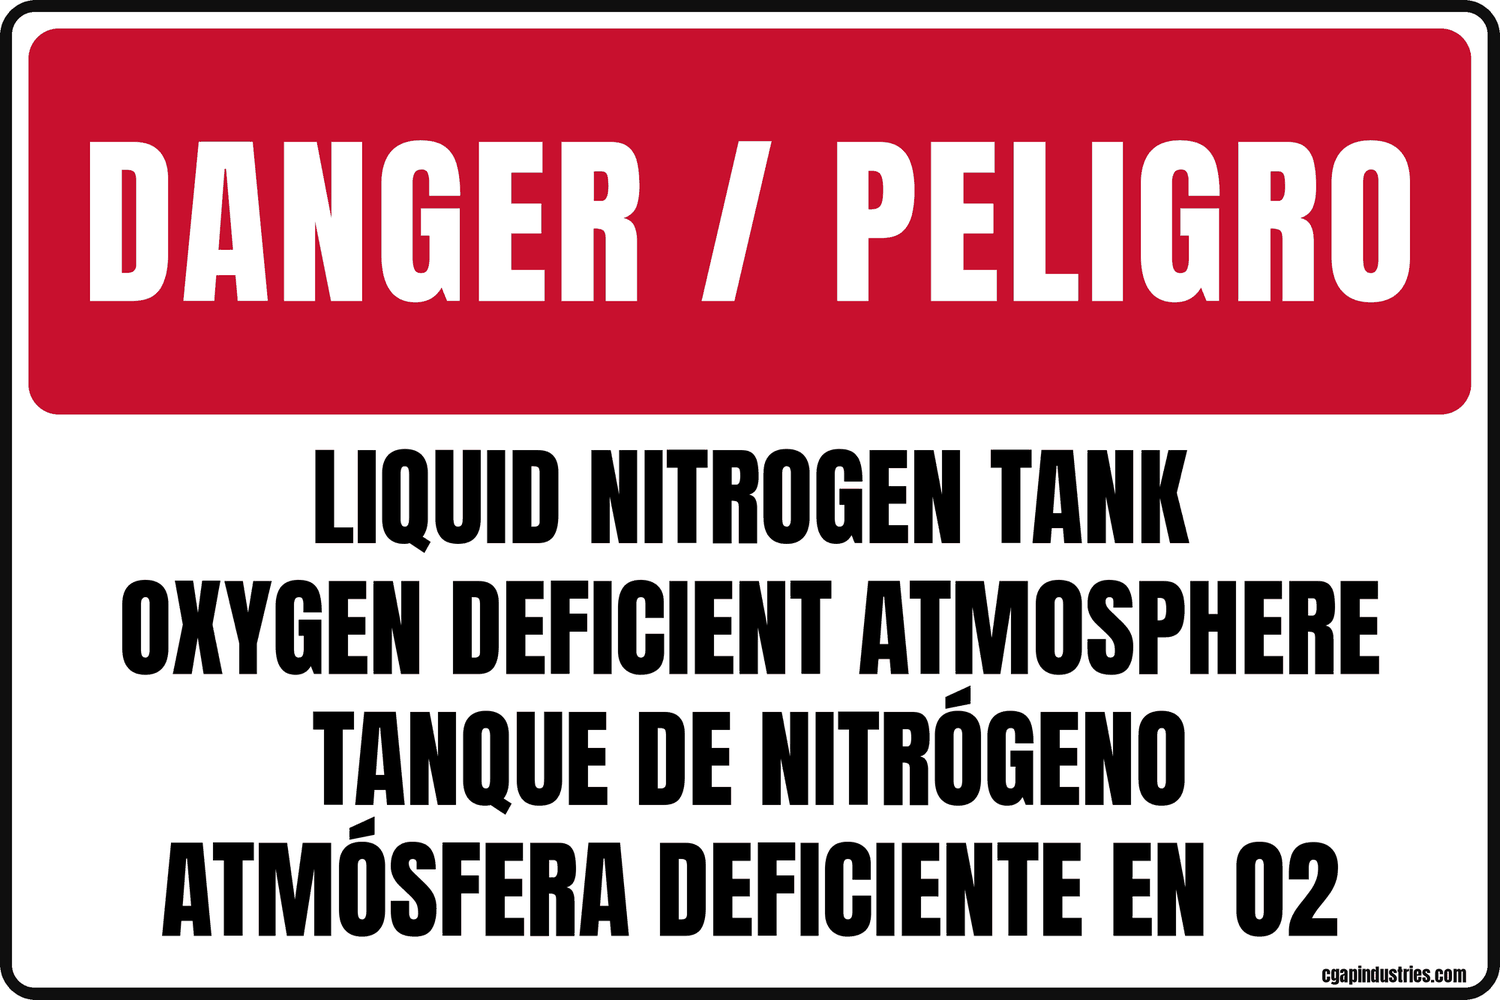 DANGER / PELIGRO
LIQUID NITROGEN TANK
OXYGEN DEFICIENT ATMOSPHERE
TANQUE DE NITRÓGENO
ATMÓSFERA DEFICIENTE EN O2
cgapindustries.com